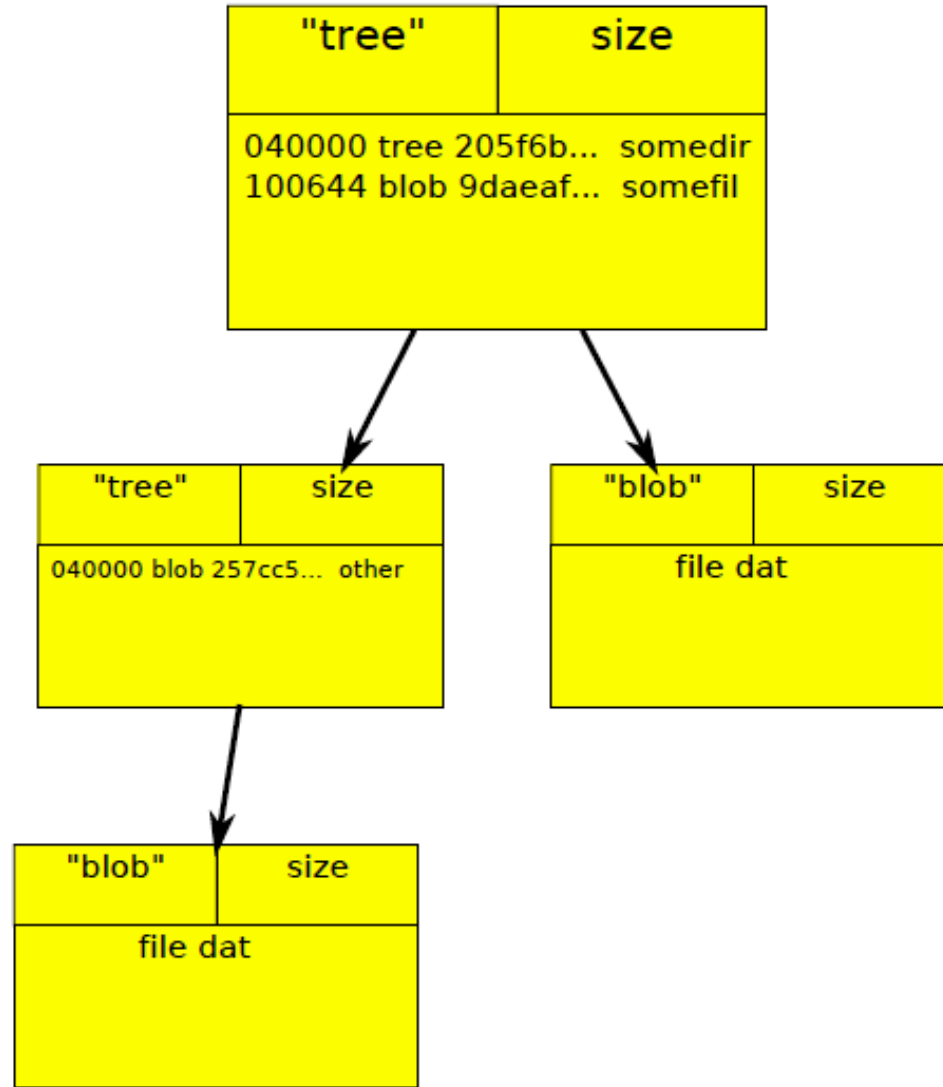 "tree" size
040000 tree 205f6b... somedir
100644 blob 9daeaf... somefil
"tree" size
"blob" size
040000 blob 257cc5... other
file dat
"blob" size
file dat